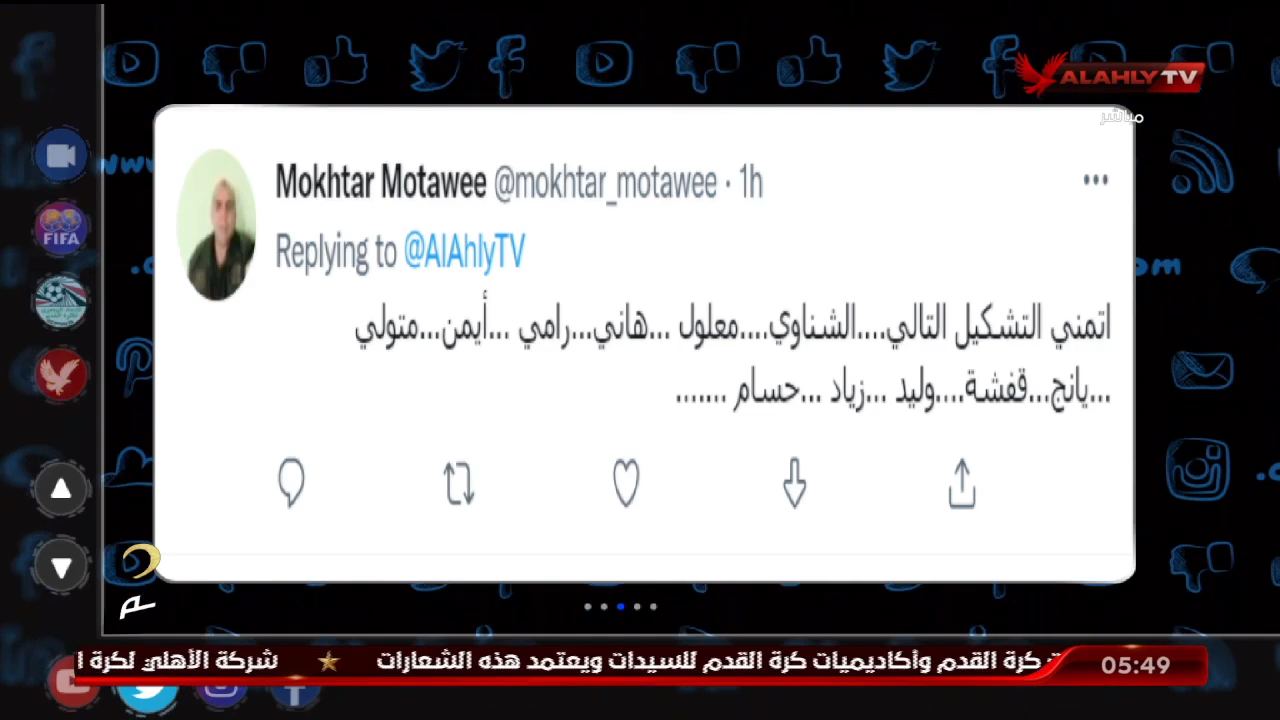 ALAHLY TV
مباشر
Mokhtar Motawee @mokhtar_motawee · 1h
Replying to @AlAhlyTV
اتمني التشكيل التالي....الشناوي....معلول ...هاني...رامي ...أيمن...متولي
...يانج...قفشة....وليد ...زياد ...حسام .......
FIFA
كرة القدم وأكاديميات كرة القدم للسيدات ويعتمد هذه الشعارات
شركة الأهلي لكرة ا
05:49